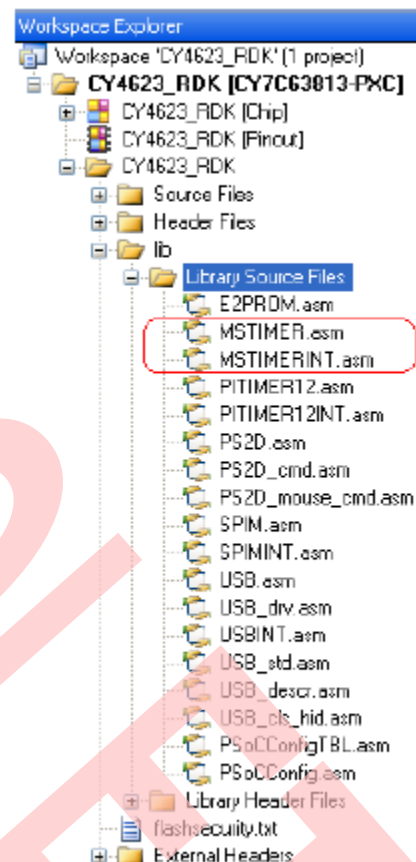 Workspace Explorer
Workspace 'CY4623_RDK' (1 project)
CY4623_RDK [CY7C63813-PXC]
CY4623_RDK [Chip]
CY4623_RDK [Pinout]
CY4623_RDK
Source Files
Header Files
lib
Library Source Files
E2PROM.asm
MSTIMER.asm
MSTIMERINT.asm
PITIMER12.asm
PITIMER12INT.asm
PS2D.asm
PS2D_cmd.asm
PS2D_mouse_cmd.asm
SPIM.asm
SPIMINT.asm
USB.asm
USB_drv.asm
USBINT.asm
USB_std.asm
USB_descr.asm
USB_cls_hid.asm
PSoCConfigTBL.asm
PSoCConfig.asm
Library Header Files
flashsecurity.txt
External Headers